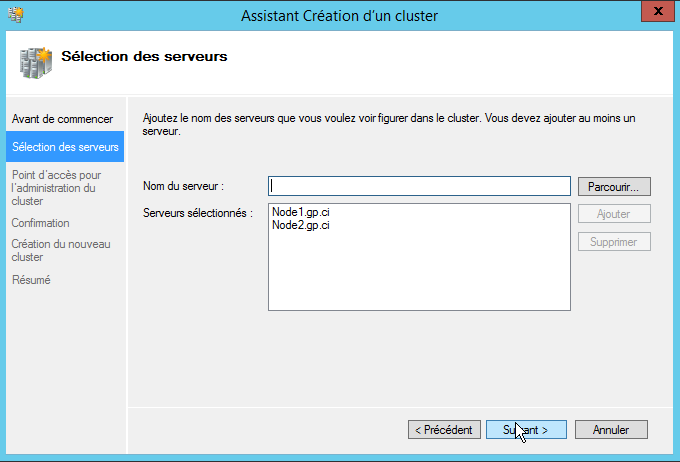 Assistant Création d'un cluster
x
Sélection des serveurs
Avant de commencer
Sélection des serveurs
Point d'accès pour
l'administration du
cluster
Confirmation
Création du nouveau
cluster
Résumé
Ajoutez le nom des serveurs que vous voulez voir figurer dans le cluster. Vous devez ajouter au moins un
serveur.
Nom du serveur :
Parcourir...
Serveurs sélectionnés :
Node1.gp.ci
Node2.gp.ci
Ajouter
Supprimer
< Précédent
Suivant >
Annuler